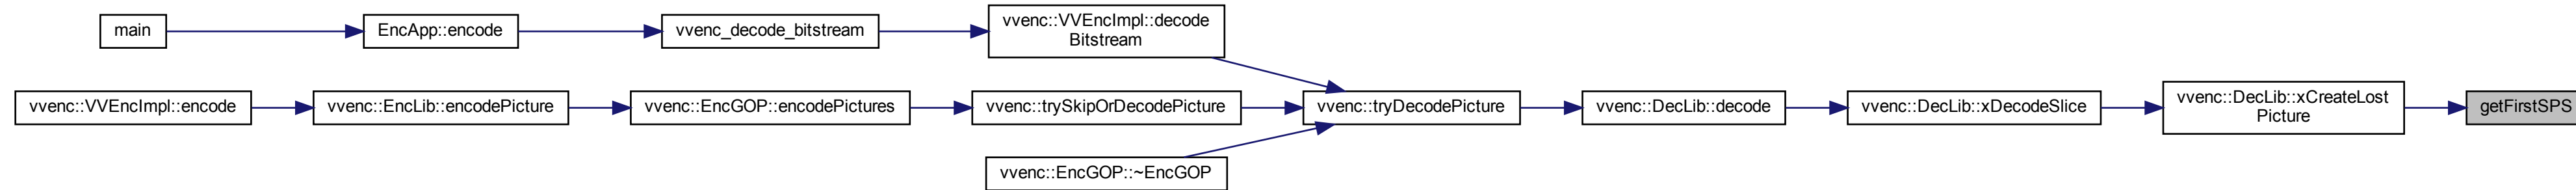 main
EncApp::encode
vvenc_decode_bitstream
vvenc::VVEncImpl::decode
Bitstream
vvenc::VVEncImpl::encode
vvenc::EncLib::encodePicture
vvenc::EncGOP::encodePictures
vvenc::trySkipOrDecodePicture
vvenc::tryDecodePicture
vvenc::DecLib::decode
vvenc::DecLib::xDecodeSlice
vvenc::DecLib::xCreateLost
Picture
getFirstSPS
vvenc::EncGOP::~EncGOP